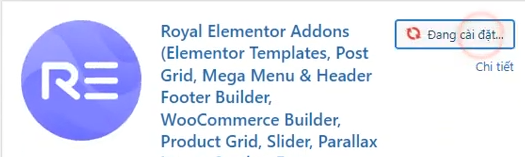 RE
Royal Elementor Addons
(Elementor Templates, Post
Grid, Mega Menu & Header
Footer Builder,
WooCommerce Builder,
Product Grid, Slider, Parallax
Đang cài đặt...
Chi tiết